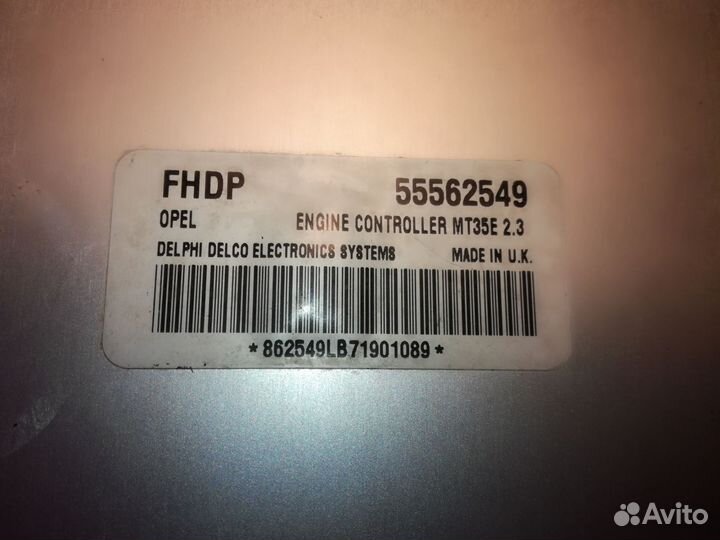 FHDP 55562549
OPEL ENGINE CONTROLLER MT35E 2.3
DELPHI DELCO ELECTRONICS SYSTEMS MADE IN U.K.
*862549LB71901089*
Avito